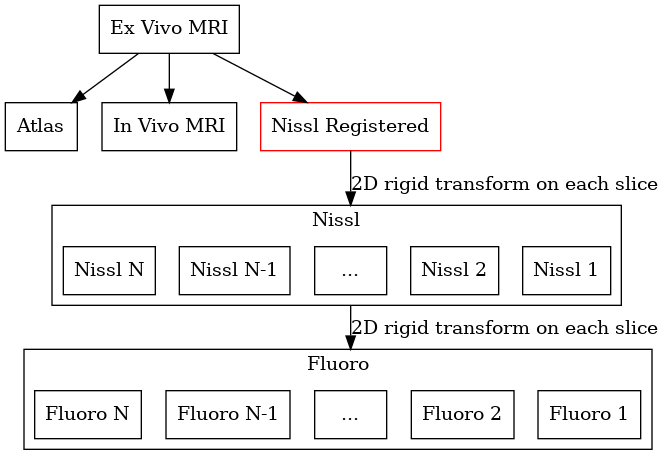 Ex Vivo MRI
Atlas
In Vivo MRI
Nissl Registered
2D rigid transform on each slice
Nissl
Nissl N
Nissl N-1
...
Nissl 2
Nissl 1
2D rigid transform on each slice
Fluoro
Fluoro N
Fluoro N-1
...
Fluoro 2
Fluoro 1